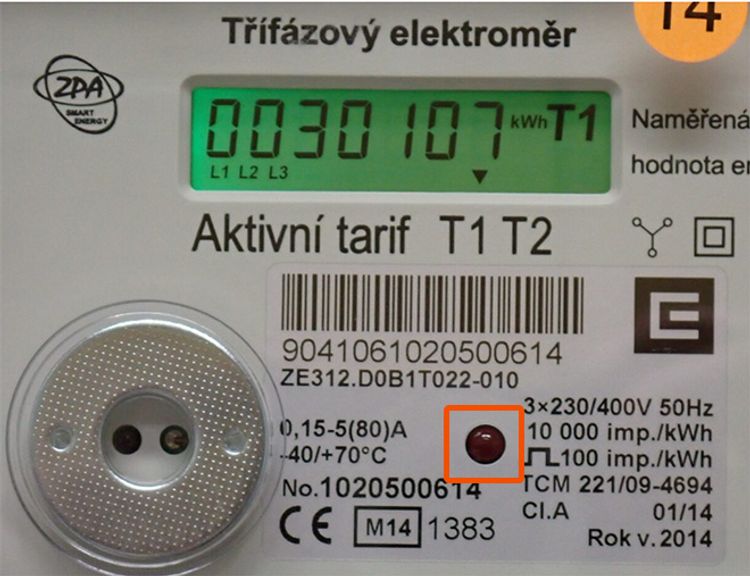 14
Třífázový elektroměr
ZPA
SMART
ENERGY
0030107 kWh T1
L1 L2 L3
Naměřená
hodnota
Aktivní tarif T1 T2
9041061020500614
ZE312.D0B1T022-010
0,15-5(80)A
-40/+70°C
3×230/400V 50Hz
10 000 imp./kWh
100 imp./kWh
No.1020500614
TCM 221/09-4694
CE M14 1383
Cl.A 01/14
Rok v. 2014